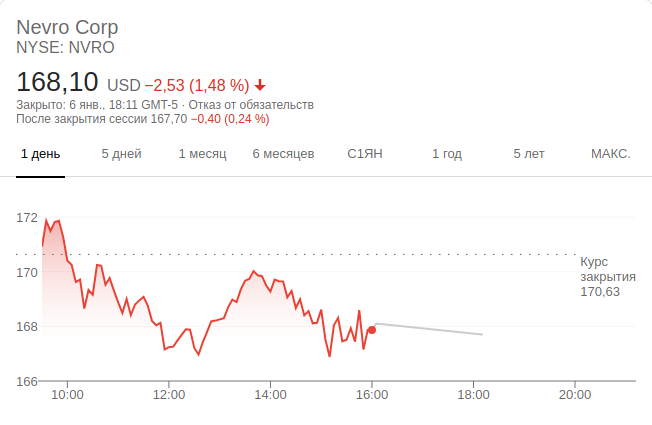 Nevro Corp
NYSE: NVRO
168,10 USD −2,53 (1,48 %)
Закрыто: 6 янв., 18:11 GMT-5 · Отказ от обязательств
После закрытия сессии 167,70 −0,40 (0,24 %)
1 день 5 дней 1 месяц 6 месяцев С1ЯН 1 год 5 лет МАКС.
172
170
168
166
Курс
закрытия
170,63
10:00 12:00 14:00 16:00 18:00 20:00